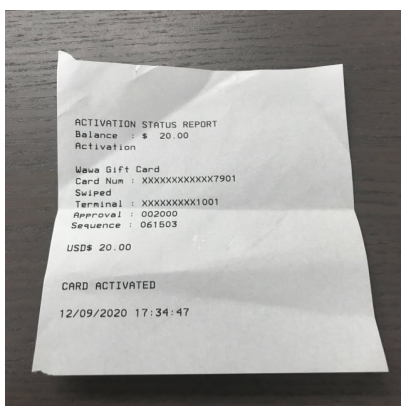 ACTIVATION STATUS REPORT
Balance : $ 20.00
Activation
Wawa Gift Card
Card Num : XXXXXXXXXXXX7901
Swiped
Terminal : XXXXXXXXX1001
Approval : 002000
Sequence : 061503
USD$ 20.00
CARD ACTIVATED
12/09/2020 17:34:47